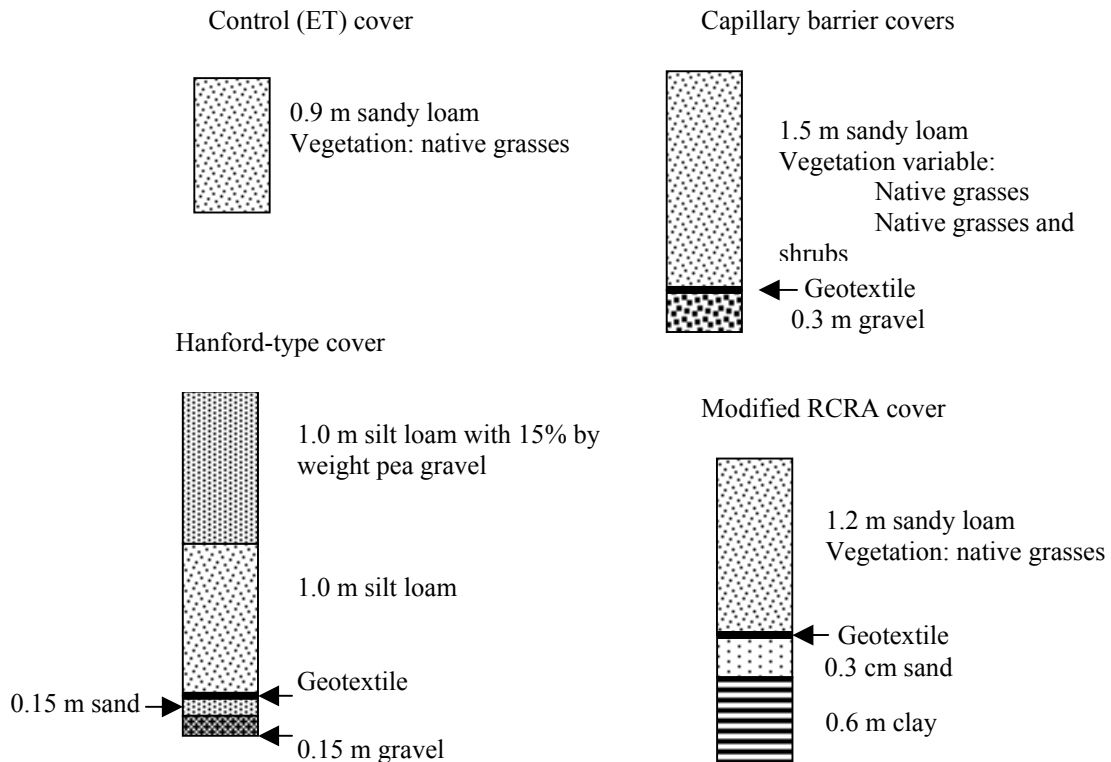 Control (ET) cover
0.9 m sandy loam
Vegetation: native grasses
Capillary barrier covers
1.5 m sandy loam
Vegetation variable:
Native grasses
Native grasses and
shrubs
Geotextile
0.3 m gravel
Hanford-type cover
1.0 m silt loam with 15% by
weight pea gravel
1.0 m silt loam
Geotextile
0.15 m sand
0.15 m gravel
Modified RCRA cover
1.2 m sandy loam
Vegetation: native grasses
Geotextile
0.3 cm sand
0.6 m clay